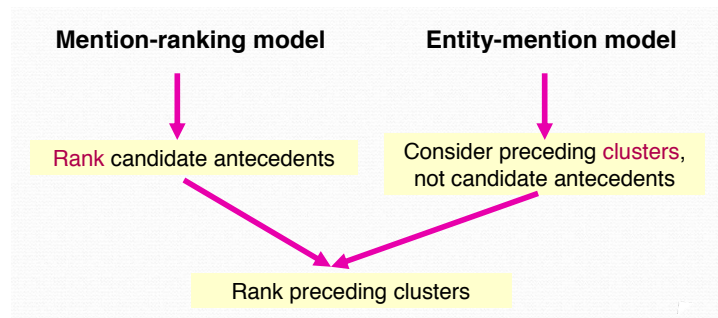 Mention-ranking model
Entity-mention model
Rank candidate antecedents
Consider preceding clusters,
not candidate antecedents
Rank preceding clusters